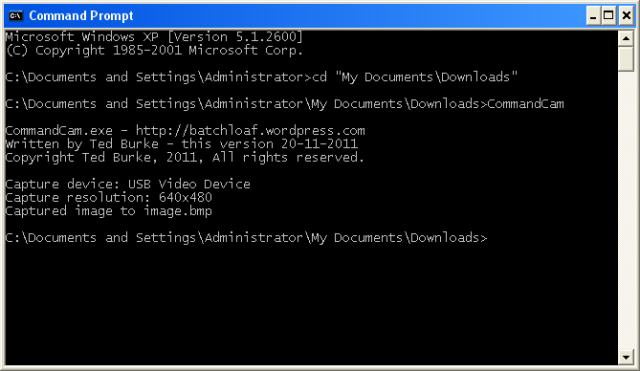 Command Prompt
Microsoft Windows XP [Version 5.1.2600]
(C) Copyright 1985-2001 Microsoft Corp.
C:\Documents and Settings\Administrator>cd "My Documents\Downloads"
C:\Documents and Settings\Administrator\My Documents\Downloads>CommandCam
CommandCam.exe - http://batchloaf.wordpress.com
Written by Ted Burke - this version 20-11-2011
Copyright Ted Burke, 2011, All rights reserved.
Capture device: USB Video Device
Capture resolution: 640x480
Captured image to image.bmp
C:\Documents and Settings\Administrator\My Documents\Downloads>